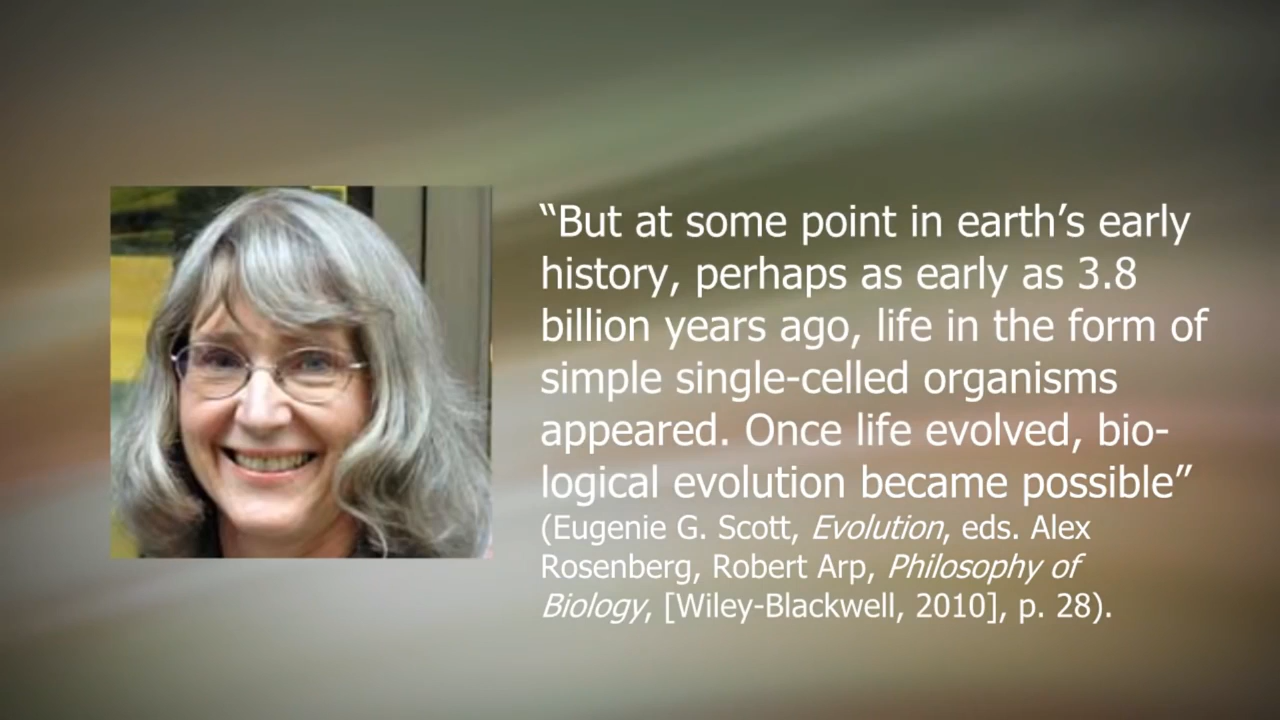 “But at some point in earth’s early
history, perhaps as early as 3.8
billion years ago, life in the form of
simple single-celled organisms
appeared. Once life evolved, bio-
logical evolution became possible”
(Eugenie G. Scott, Evolution, eds. Alex
Rosenberg, Robert Arp, Philosophy of
Biology, [Wiley-Blackwell, 2010], p. 28).